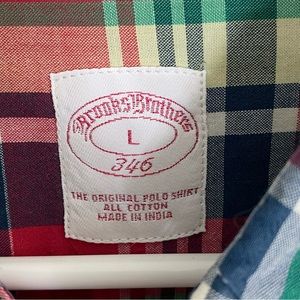 Brooks Brothers
L
346
THE ORIGINAL POLO SHIRT
ALL COTTON
MADE IN INDIA